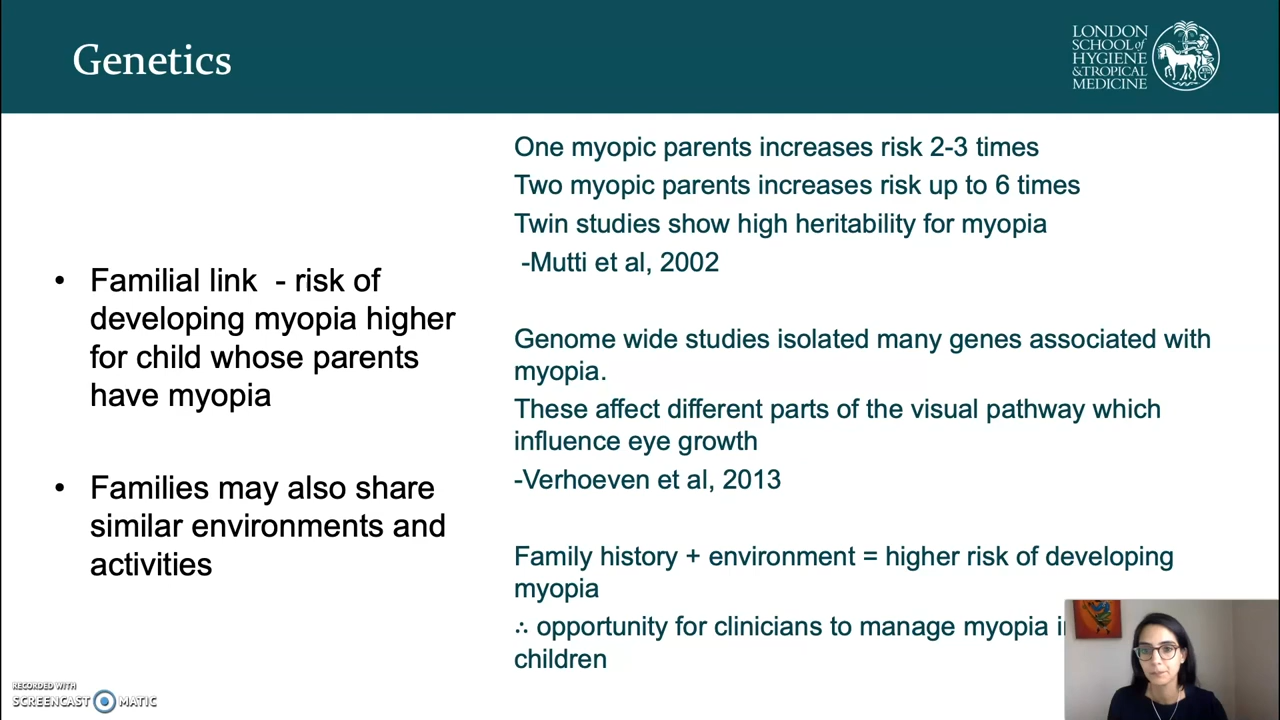 Genetics
LONDON
SCHOOL of
HYGIENE
& TROPICAL
MEDICINE
• Familial link - risk of
developing myopia higher
for child whose parents
have myopia
• Families may also share
similar environments and
activities
One myopic parents increases risk 2-3 times
Two myopic parents increases risk up to 6 times
Twin studies show high heritability for myopia
-Mutti et al, 2002
Genome wide studies isolated many genes associated with
myopia.
These affect different parts of the visual pathway which
influence eye growth
-Verhoeven et al, 2013
Family history + environment = higher risk of developing
myopia
∴ opportunity for clinicians to manage myopia
children
RECORDED WITH
SCREENCAST MATIC